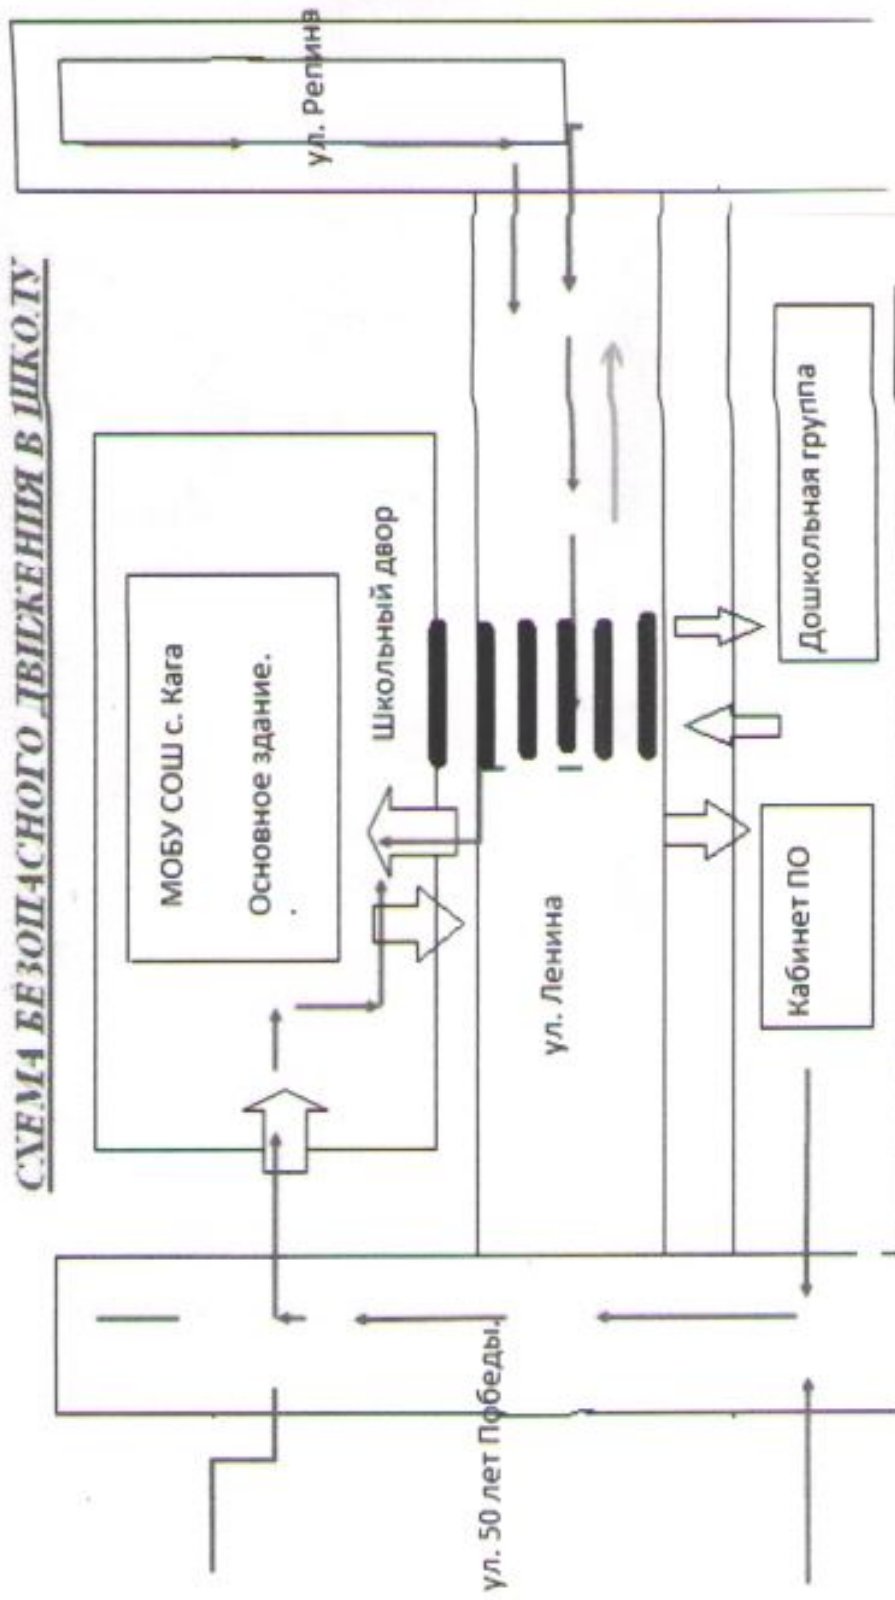 СХЕМА БЕЗОПАСНОГО ДВИЖЕНИЯ В ШКОЛУ
МОБУ СОШ с. Кага
Основное здание.
Школьный двор
ул. Репина
ул. Ленина
ул. 50 лет Победы.
Кабинет ПО
Дошкольная группа